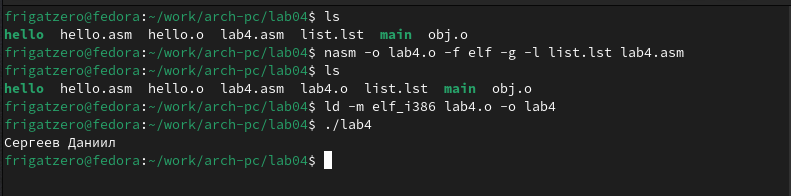 frigatzero@fedora:~/work/arch-pc/lab04$ ls
hello  hello.asm  hello.o  lab4.asm  list.lst  main  obj.o
frigatzero@fedora:~/work/arch-pc/lab04$ nasm -o lab4.o -f elf -g -l list.lst lab4.asm
frigatzero@fedora:~/work/arch-pc/lab04$ ls
hello  hello.asm  hello.o  lab4.asm  lab4.o  list.lst  main  obj.o
frigatzero@fedora:~/work/arch-pc/lab04$ ld -m elf_i386 lab4.o -o lab4
frigatzero@fedora:~/work/arch-pc/lab04$ ./lab4
Сергеев Даниил
frigatzero@fedora:~/work/arch-pc/lab04$